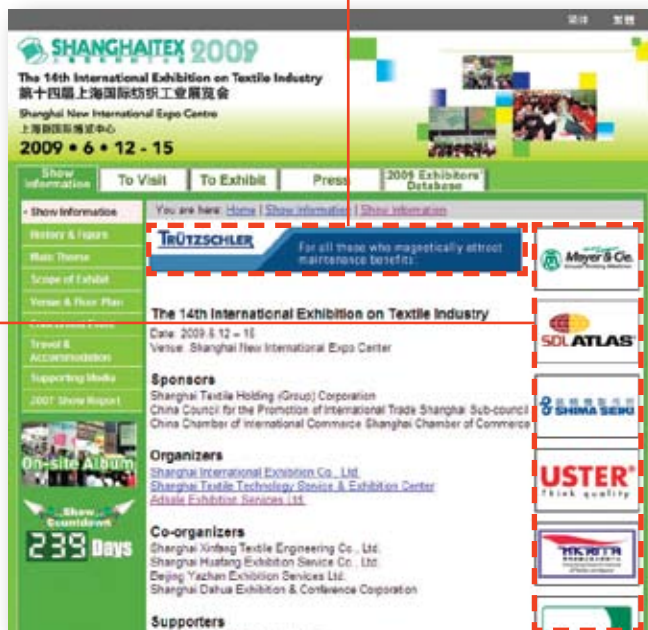 简体 繁體
SHANGHAITEX 2009
The 14th International Exhibition on Textile Industry
第十四届上海国际纺织工业展览会
Shanghai New International Expo Centre
上海新国际博览中心
2009 • 6 • 12 - 15
Show Information
To Visit
To Exhibit
Press
2009 Exhibitors' Database
Show Information
History & Figure
Main Theme
Scope of Exhibit
Venue & Floor Plan
Travel & Accommodation
Supporting Media
2007 Show Report
On-site Album
Show Countdown
239 Days
You are here: Home | Show information | Show information
TRÜTZSCHLER
For all those who magnetically attract
maintenance benefits.
The 14th International Exhibition on Textile Industry
Date: 2009.6.12 – 15
Venue: Shanghai New International Expo Center
Sponsors
Shanghai Textile Holding (Group) Corporation
China Council for the Promotion of International Trade Shanghai Sub-council
China Chamber of International Commerce Shanghai Chamber of Commerce
Organizers
Shanghai International Exhibition Co., Ltd.
Shanghai Textile Technology Service & Exhibition Center
Adsale Exhibition Services Ltd.
Co-organizers
Shanghai Xinfang Textile Engineering Co., Ltd.
Shanghai Huafang Exhibition Service Co., Ltd.
Beijing Yazhan Exhibition Services Ltd.
Shanghai Dahua Exhibition & Conference Corporation
Supporters
Mayer & Cie.
SDL ATLAS
SHIMA SEIKI
USTER®
Think quality
HKRITA